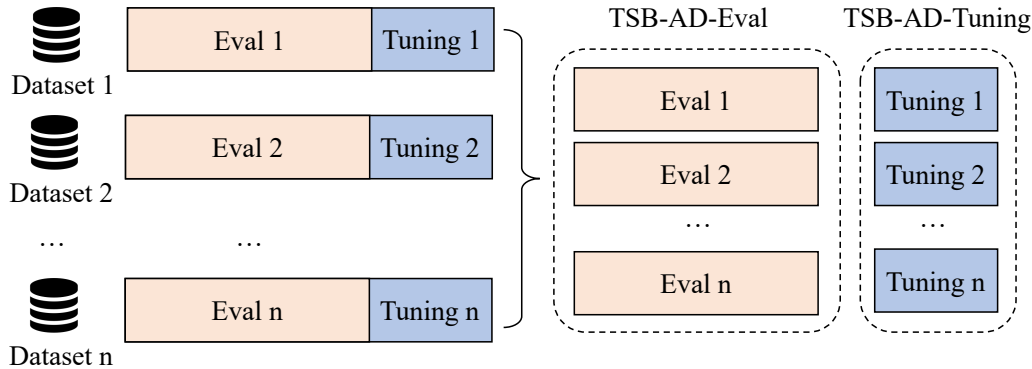 TSB-AD-Eval
TSB-AD-Tuning
Eval 1
Tuning 1
Dataset 1
Eval 2
Tuning 2
Dataset 2
…
…
Eval n
Tuning n
Dataset n
Eval 1
Eval 2
…
Eval n
Tuning 1
Tuning 2
…
Tuning n